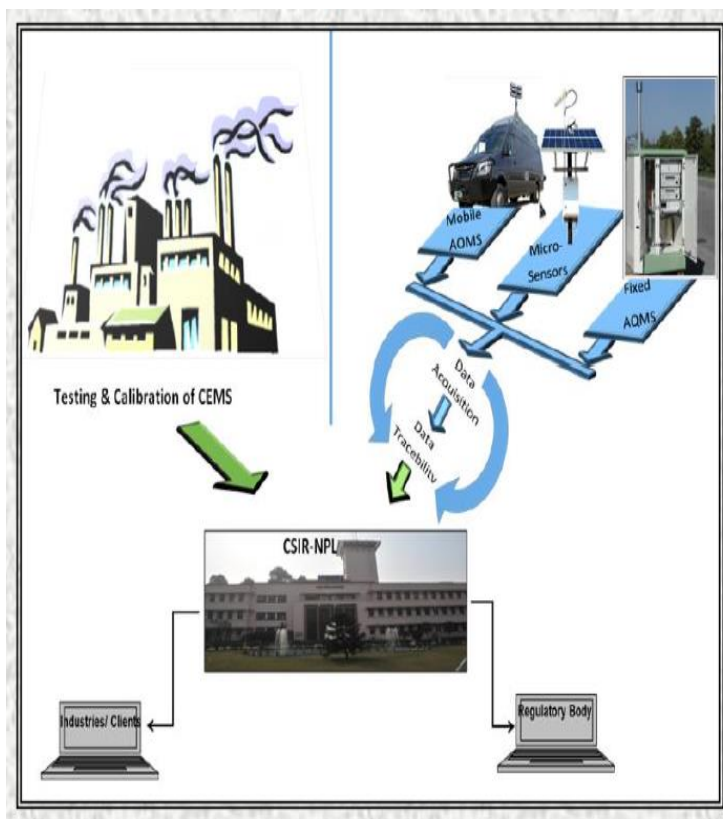 Mobile
AQMS
Micro-
Sensors
Fixed
AQMS
Testing & Calibration of CEMS
Data
Acquisition
Data
Tracebility
CSIR-NPL
Industries/ Clients
Regulatory Body